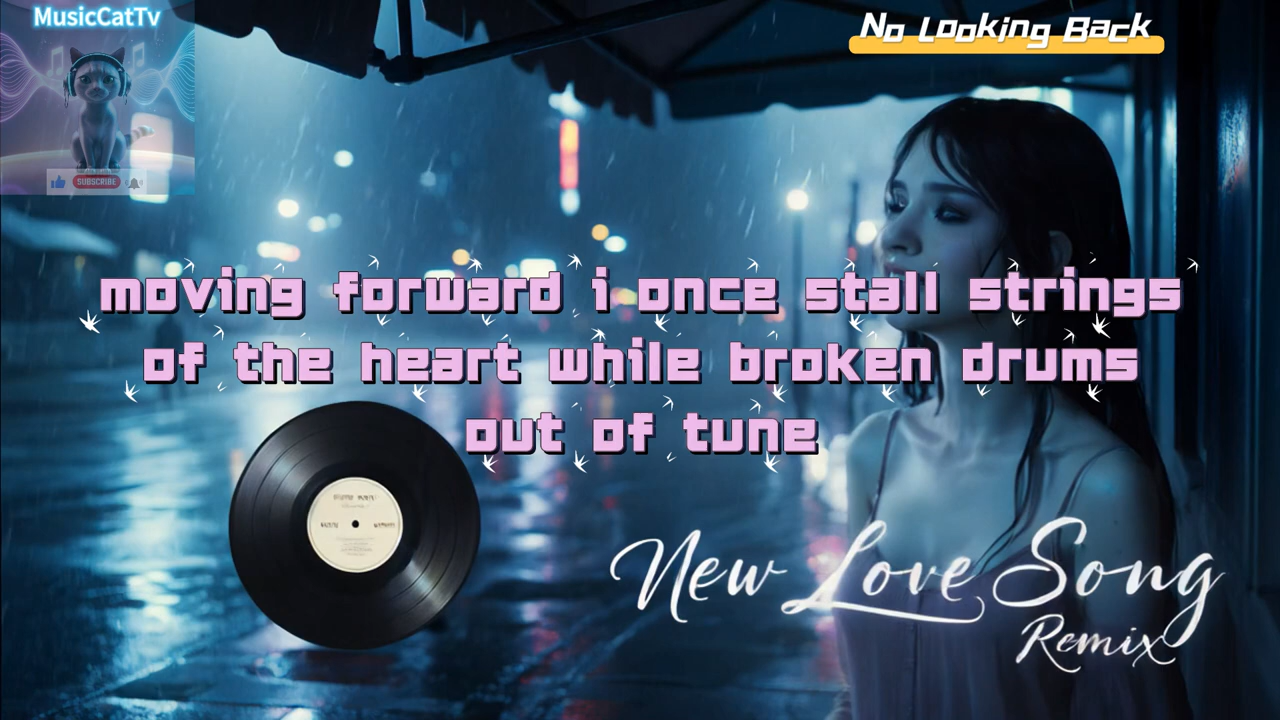 MusicCatTv
No Looking Back
SUBSCRIBE
moving forward i once stall strings
of the heart while broken drums
out of tune
New Love Song
Remix